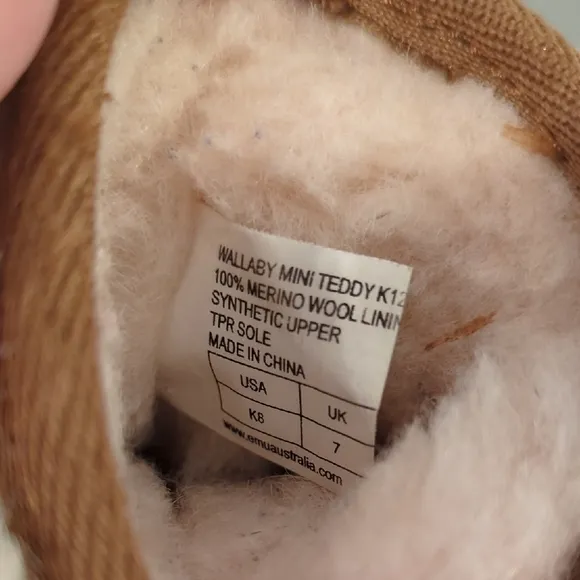 WALLABY MINI TEDDY K12
100% MERINO WOOL LININ
SYNTHETIC UPPER
TPR SOLE
MADE IN CHINA
USA UK
K8 7
www.emuaustralia.com